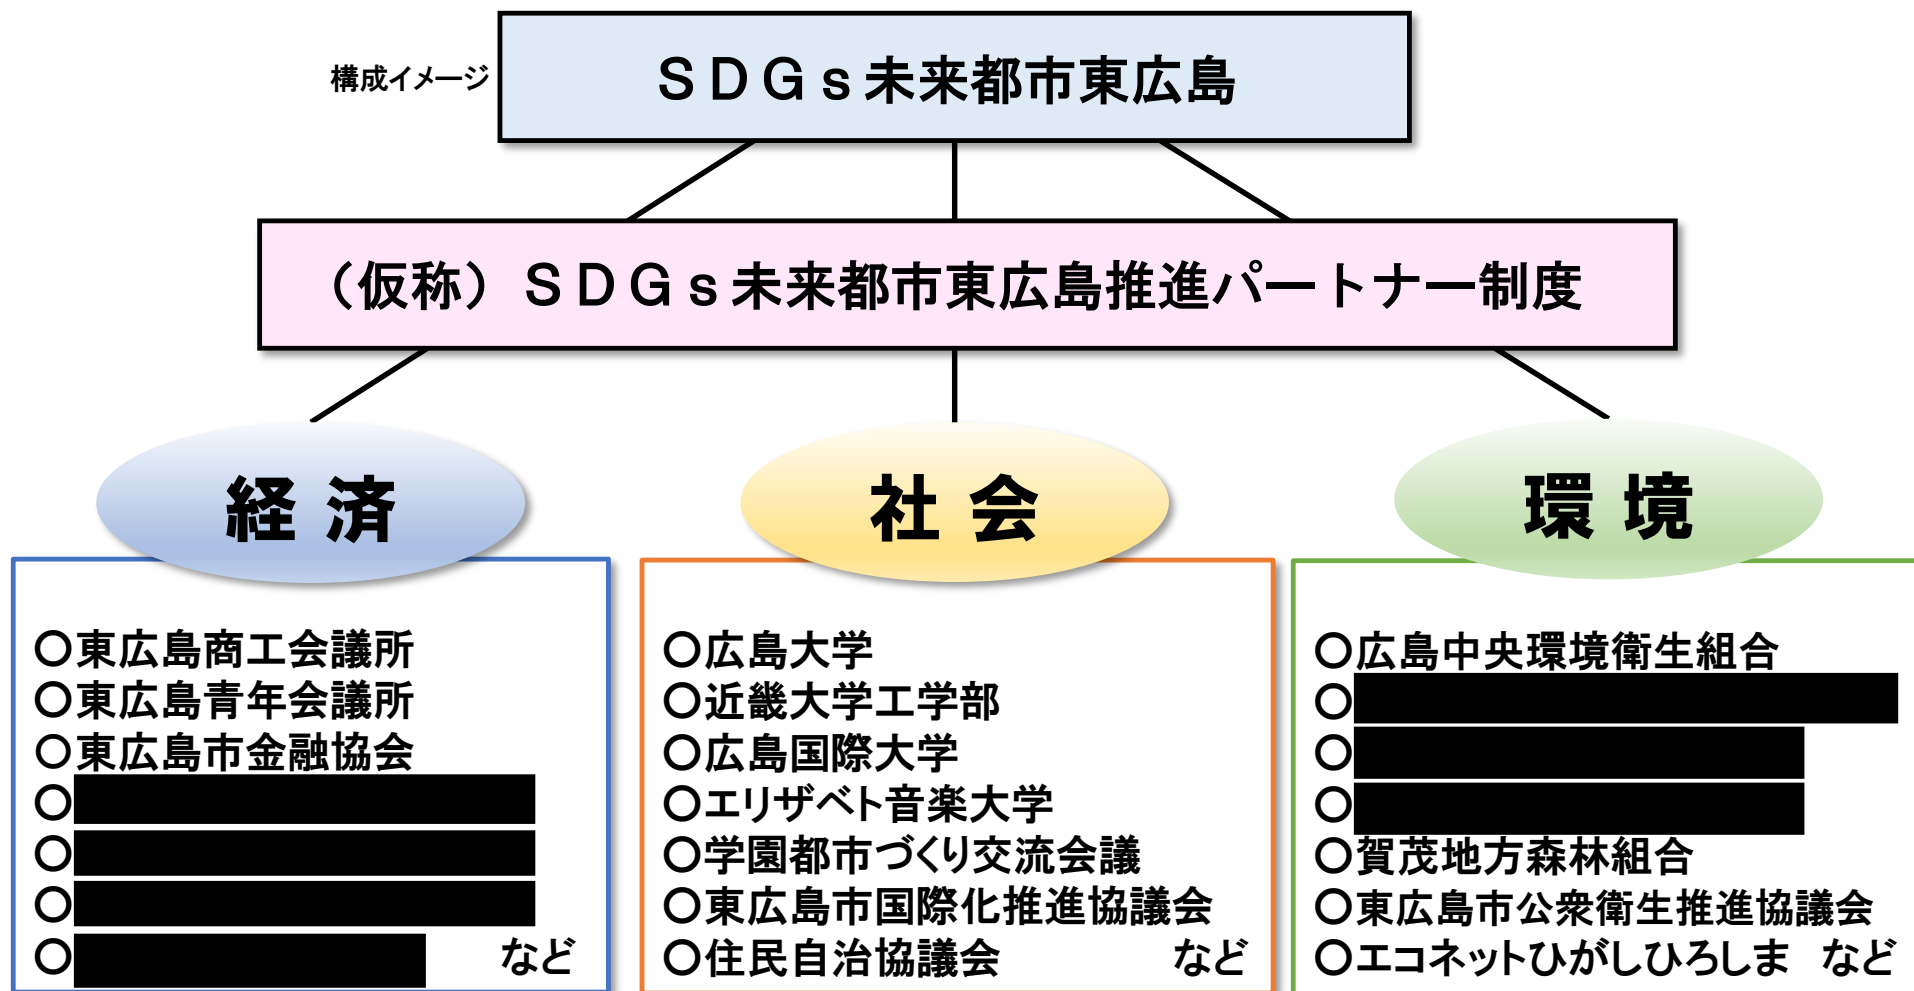 構成イメージ
ＳＤＧｓ未来都市東広島
（仮称）ＳＤＧｓ未来都市東広島推進パートナー制度
経 済
○東広島商工会議所
○東広島青年会議所
○東広島市金融協会
○
○
○
○ など
社 会
○広島大学
○近畿大学工学部
○広島国際大学
○エリザベト音楽大学
○学園都市づくり交流会議
○東広島市国際化推進協議会
○住民自治協議会 など
環 境
○広島中央環境衛生組合
○
○
○
○賀茂地方森林組合
○東広島市公衆衛生推進協議会
○エコネットひがしひろしま など